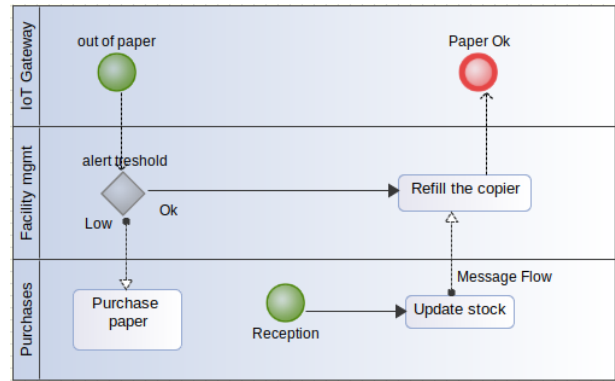 IoT Gateway
out of paper
Paper Ok
Facility mgmt
alert treshold
Ok
Low
Refill the copier
Purchases
Purchase
paper
Reception
Message Flow
Update stock